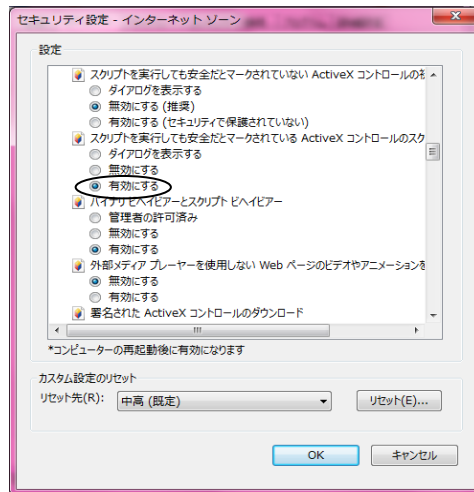 セキュリティ設定 - インターネット ゾーン
設定
スクリプトを実行しても安全だとマークされていない ActiveX コントロールの初
ダイアログを表示する
無効にする (推奨)
有効にする (セキュリティで保護されていない)
スクリプトを実行しても安全だとマークされている ActiveX コントロールのスク
ダイアログを表示する
無効にする
有効にする
バイナリ ビヘイビアーとスクリプト ビヘイビアー
管理者の許可済み
無効にする
有効にする
外部メディア プレーヤーを使用しない Web ページのビデオやアニメーションを
無効にする
有効にする
署名された ActiveX コントロールのダウンロード
*コンピューターの再起動後に有効になります
カスタム設定のリセット
リセット先(R):
中高 (既定)
リセット(E)...
OK
キャンセル